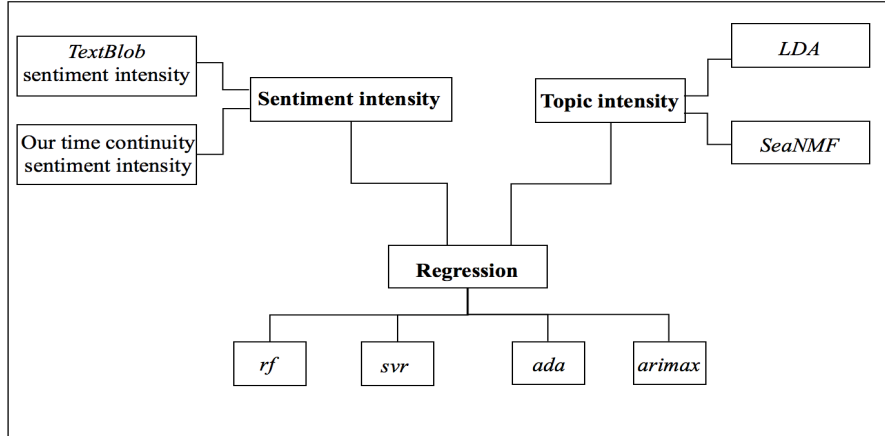 TextBlob
sentiment intensity
Our time continuity
sentiment intensity
Sentiment intensity
Topic intensity
LDA
SeaNMF
Regression
rf
svr
ada
arimax